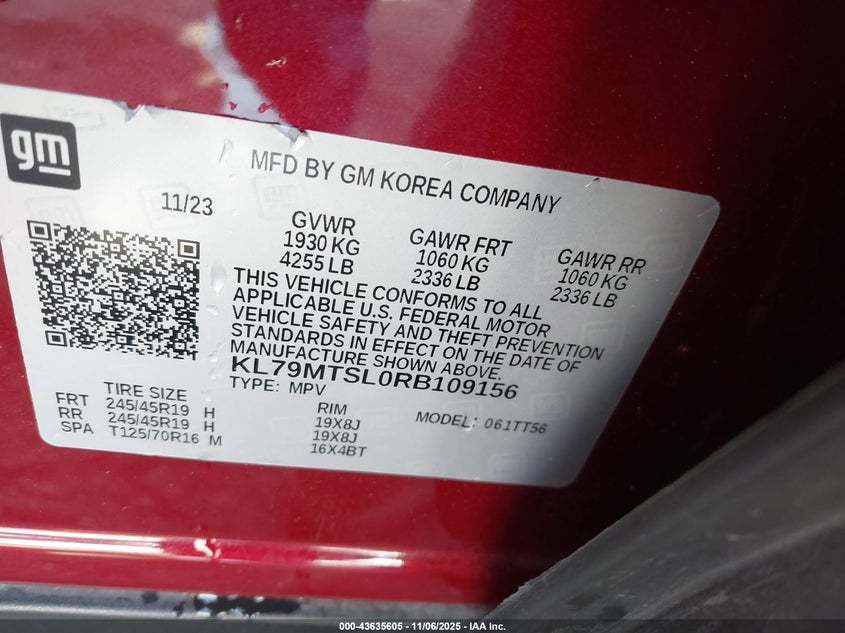 gm
MFD BY GM KOREA COMPANY
11/23
GVWR
1930 KG
4255 LB
GAWR FRT
1060 KG
2336 LB
GAWR RR
1060 KG
2336 LB
THIS VEHICLE CONFORMS TO ALL
APPLICABLE U.S. FEDERAL MOTOR
VEHICLE SAFETY AND THEFT PREVENTION
STANDARDS IN EFFECT ON THE DATE OF
MANUFACTURE SHOWN ABOVE.
KL79MTSL0RB109156
TYPE: MPV
MODEL: 061TT56
TIRE SIZE RIM
FRT 245/45R19 H 19X8J
RR 245/45R19 H 19X8J
SPA T125/70R16 M 16X4BT
000-43635605 - 11/06/2025 - IAA Inc.